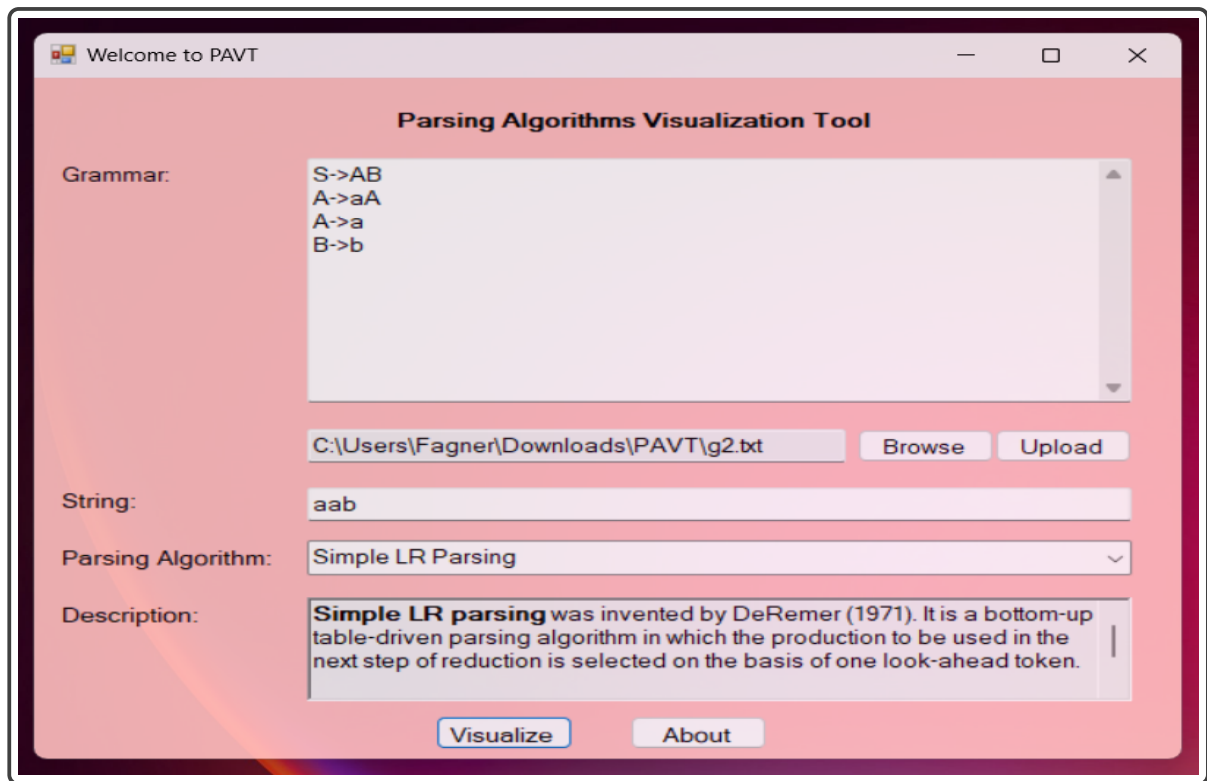 Welcome to PAVT
Parsing Algorithms Visualization Tool
Grammar:
S->AB
A->aA
A->a
B->b
C:\Users\Fagner\Downloads\PAVT\g2.txt
Browse
Upload
String:
aab
Parsing Algorithm:
Simple LR Parsing
Description:
Simple LR parsing was invented by DeRemer (1971). It is a bottom-up
table-driven parsing algorithm in which the production to be used in the
next step of reduction is selected on the basis of one look-ahead token.
Visualize
About